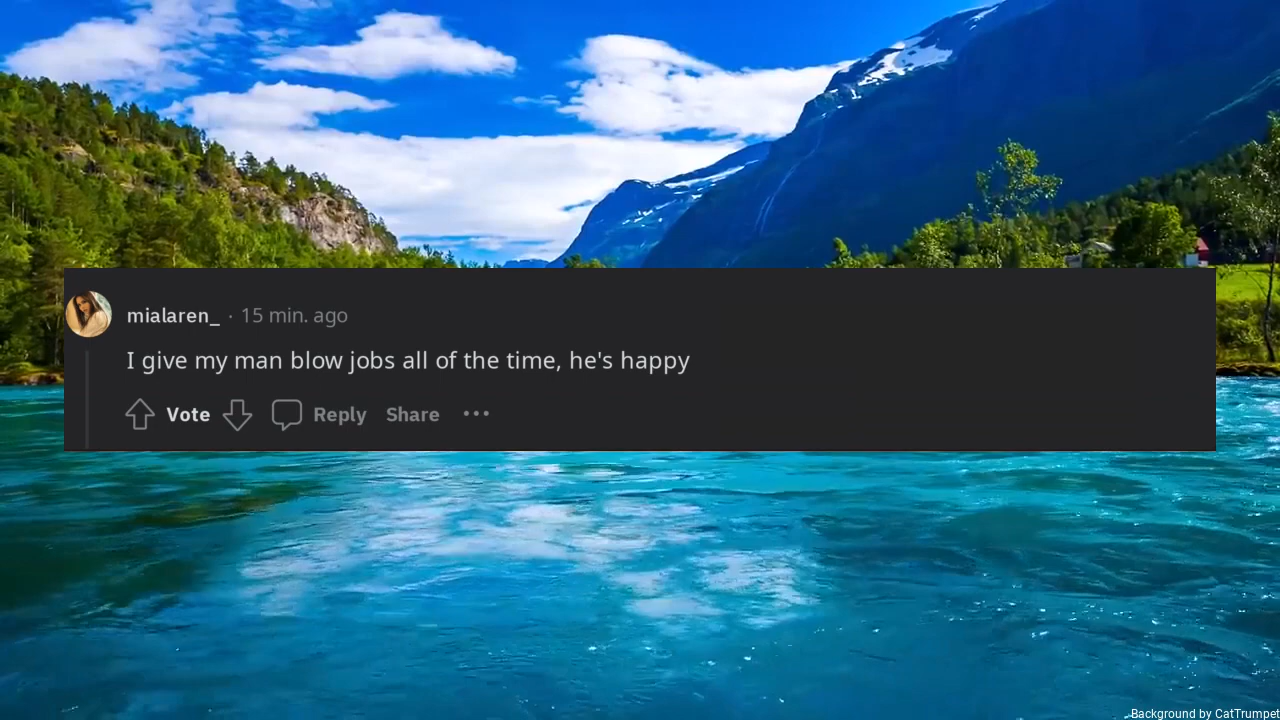 mialaren_ · 15 min. ago
I give my man blow jobs all of the time, he's happy
Vote Reply Share ···
Background by CatTrumpet